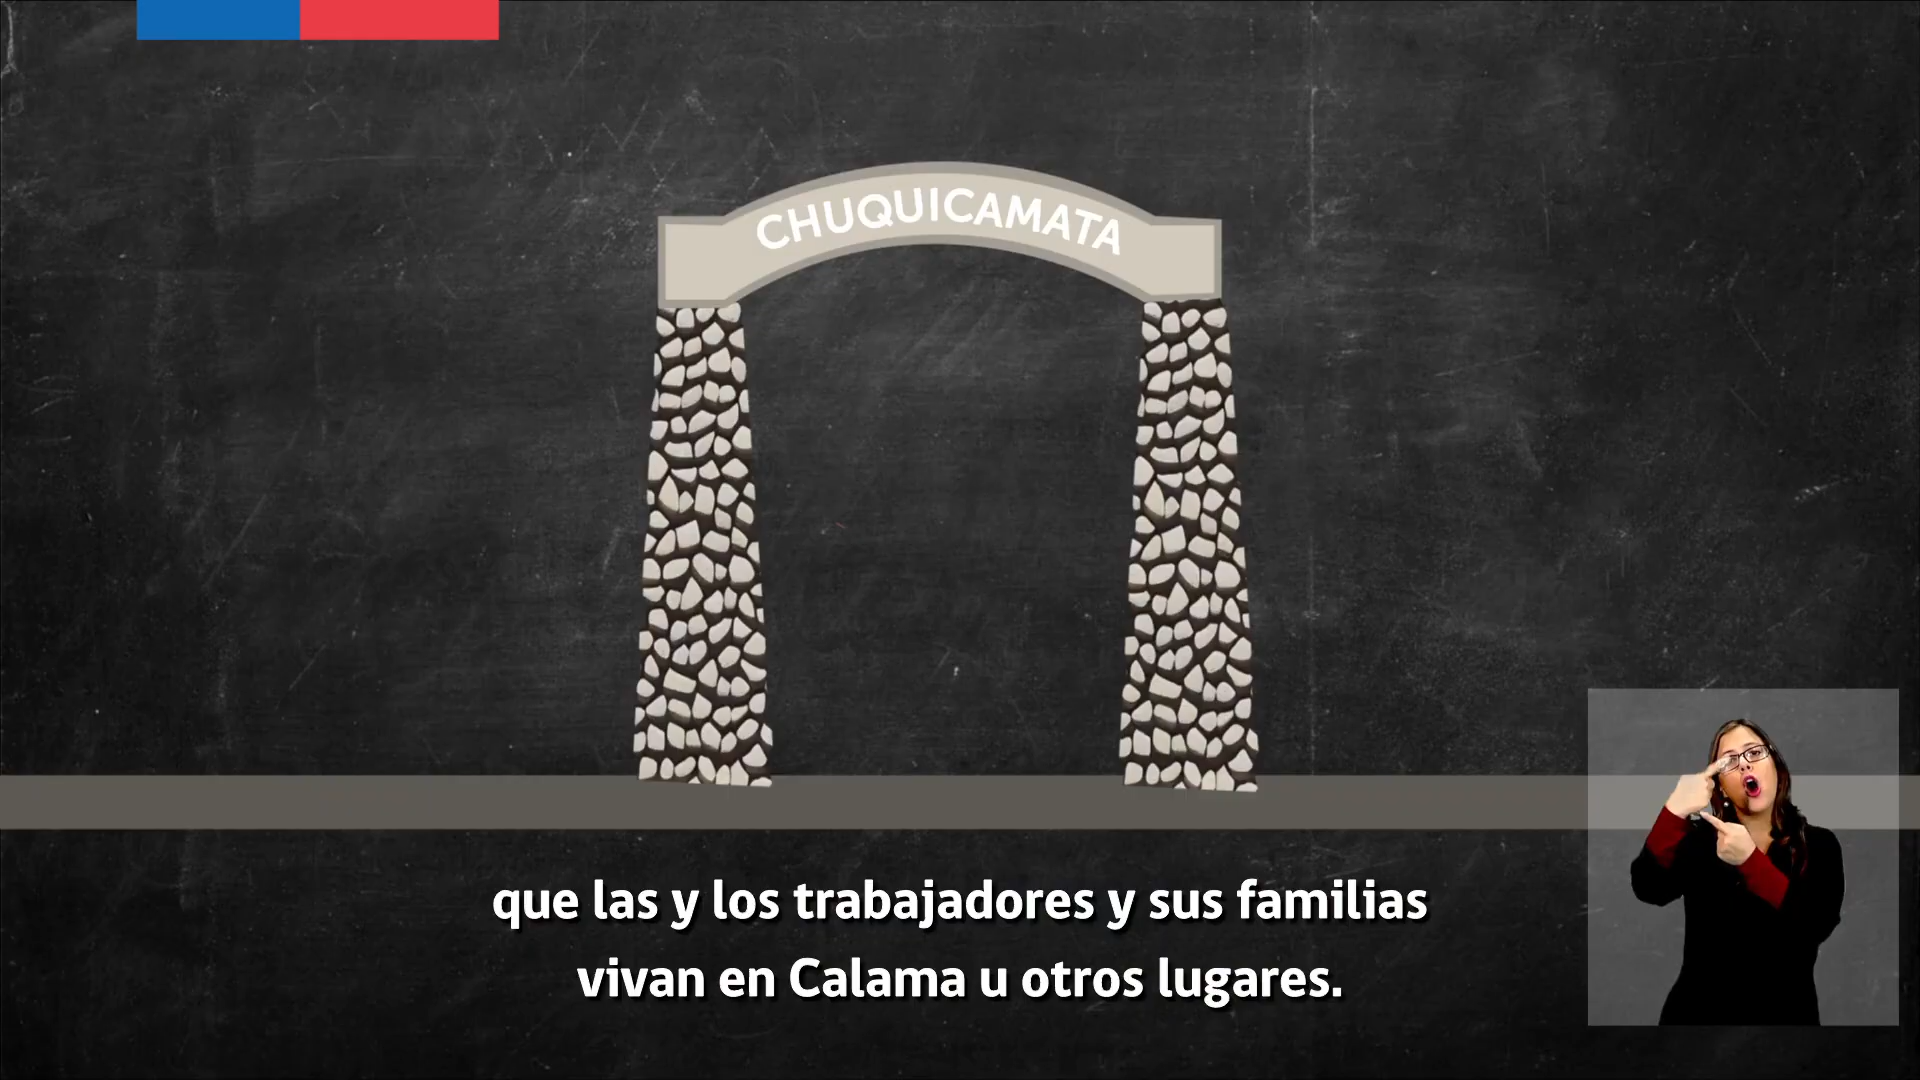 CHUQUICAMATA
que las y los trabajadores y sus familias
vivan en Calama u otros lugares.